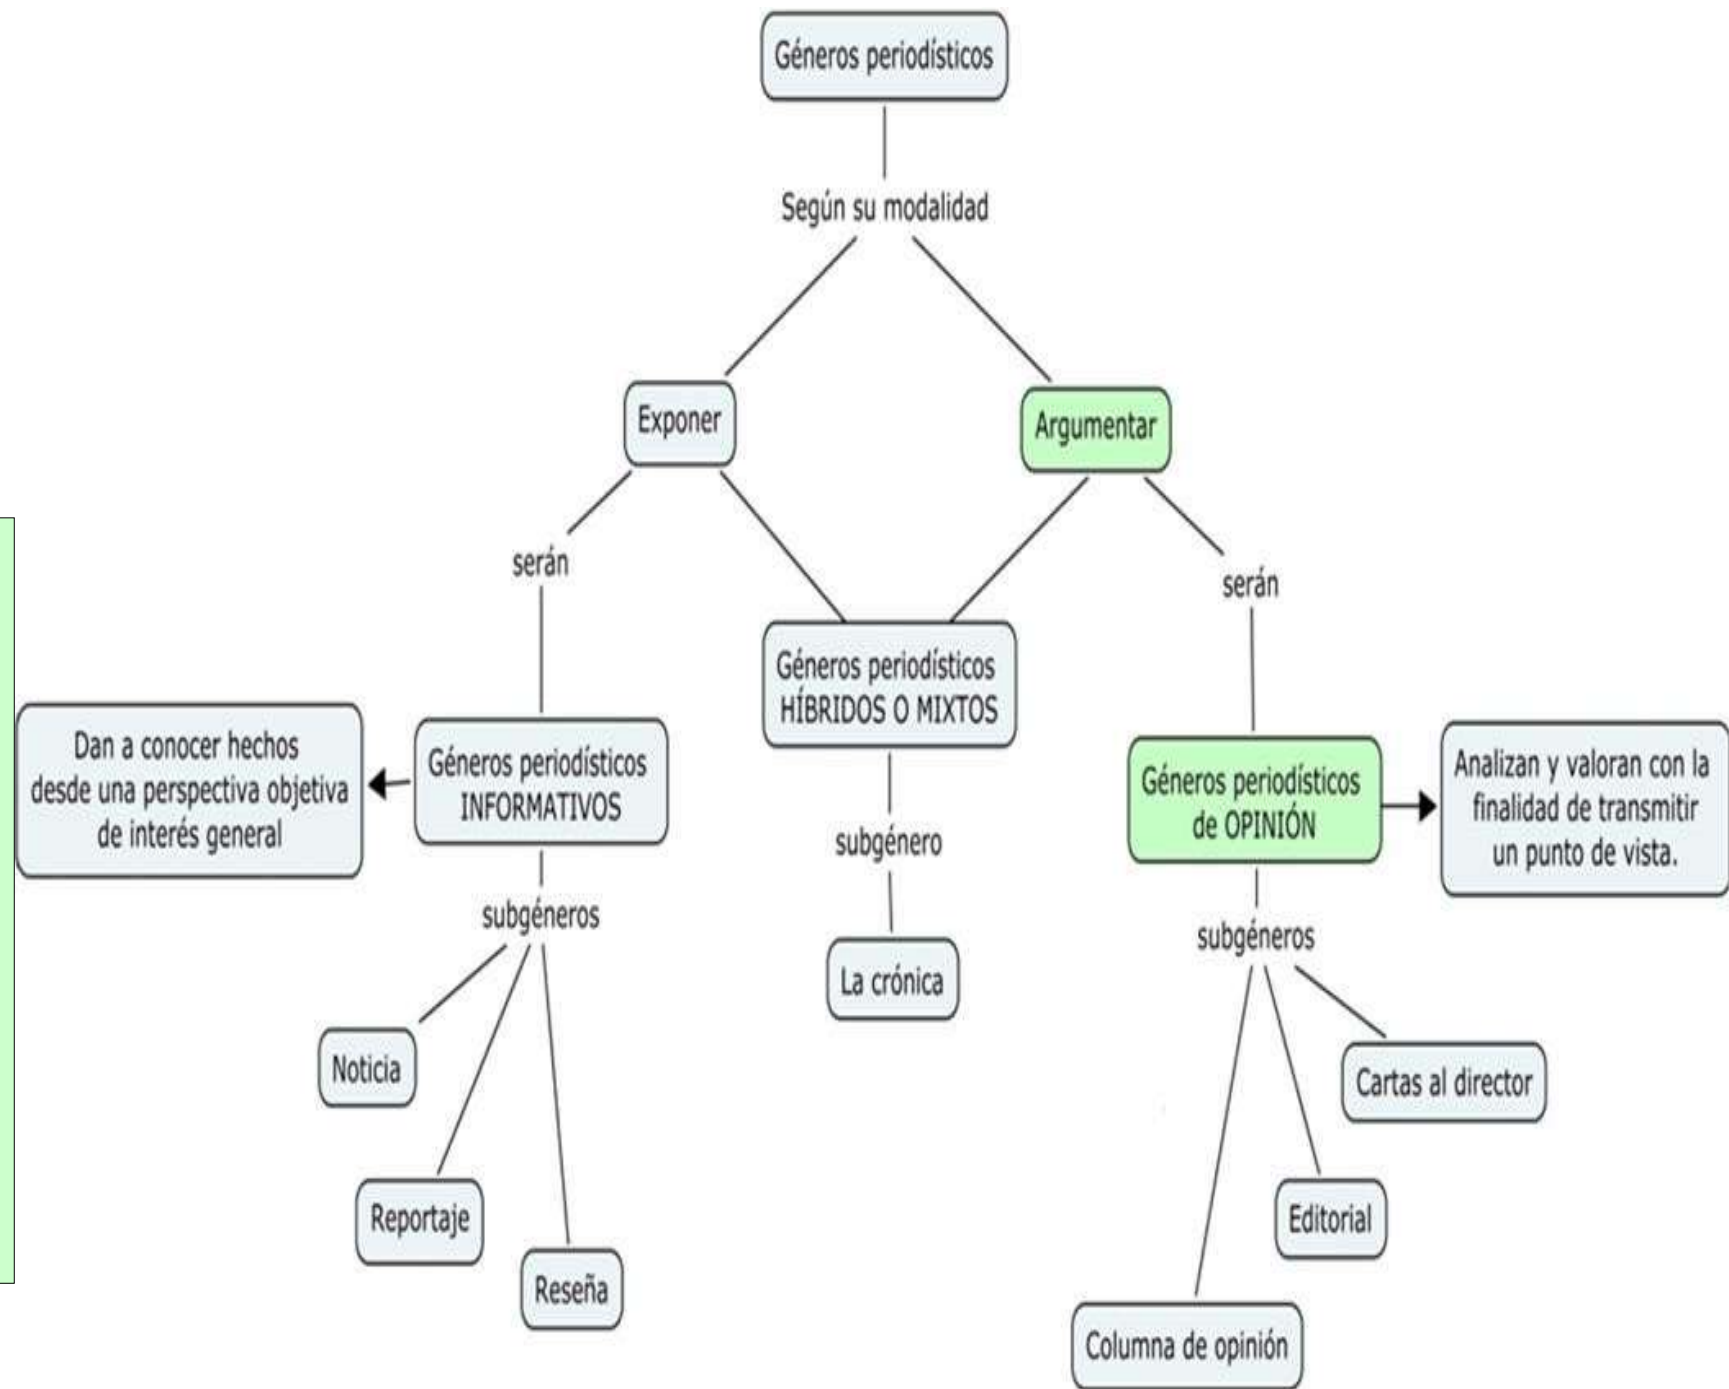 Géneros periodísticos
Según su modalidad
Exponer
Argumentar
serán
serán
Géneros periodísticos
HÍBRIDOS O MIXTOS
Dan a conocer hechos
desde una perspectiva objetiva
de interés general
Géneros periodísticos
INFORMATIVOS
Géneros periodísticos
de OPINIÓN
Analizan y valoran con la
finalidad de transmitir
un punto de vista.
subgénero
subgéneros
subgéneros
La crónica
Noticia
Cartas al director
Reportaje
Editorial
Reseña
Columna de opinión